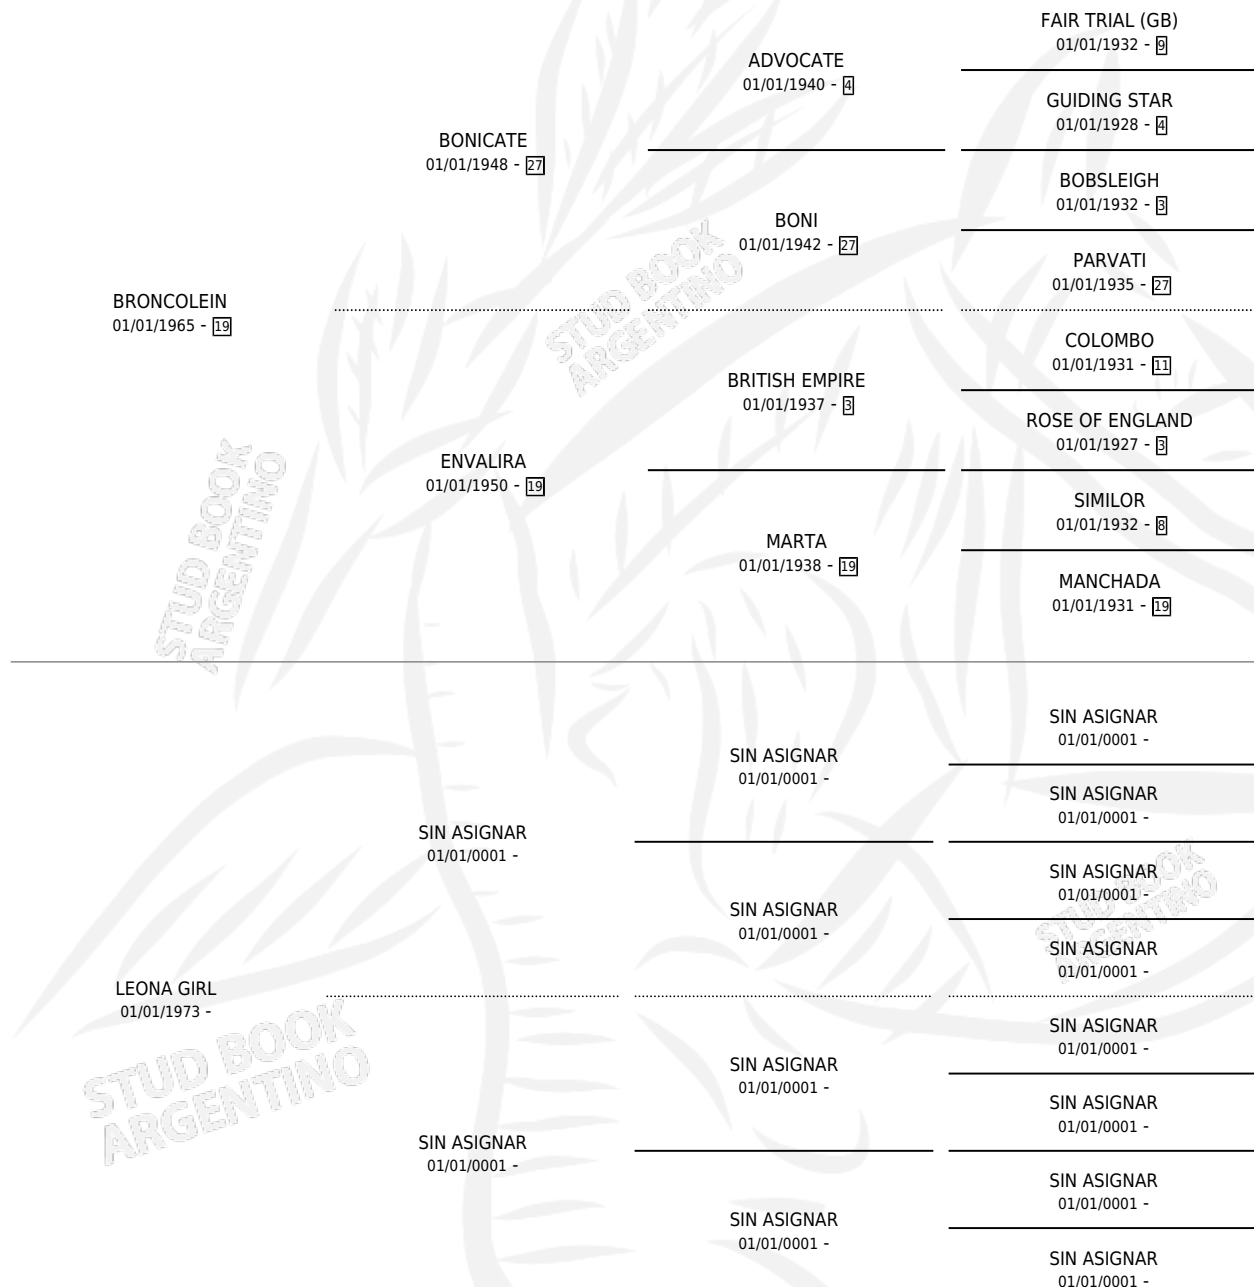 FAIR TRIAL (GB)
01/01/1932 - 9
ADVOCATE
01/01/1940 - 4
GUIDING STAR
01/01/1928 - 4
BONICATE
01/01/1948 - 27
BOBSLEIGH
01/01/1932 - 3
BONI
01/01/1942 - 27
PARVATI
01/01/1935 - 27
BRONCOLEIN
01/01/1965 - 19
COLOMBO
01/01/1931 - 11
BRITISH EMPIRE
01/01/1937 - 3
ROSE OF ENGLAND
01/01/1927 - 3
ENVALIRA
01/01/1950 - 19
SIMILOR
01/01/1932 - 8
MARTA
01/01/1938 - 19
MANCHADA
01/01/1931 - 19
STUD BOOK
ARGENTINO
STUD BOOK
ARGENTINO
SIN ASIGNAR
01/01/0001 -
SIN ASIGNAR
01/01/0001 -
SIN ASIGNAR
01/01/0001 -
SIN ASIGNAR
01/01/0001 -
SIN ASIGNAR
01/01/0001 -
SIN ASIGNAR
01/01/0001 -
SIN ASIGNAR
01/01/0001 -
LEONA GIRL
01/01/1973 -
SIN ASIGNAR
01/01/0001 -
SIN ASIGNAR
01/01/0001 -
SIN ASIGNAR
01/01/0001 -
SIN ASIGNAR
01/01/0001 -
SIN ASIGNAR
01/01/0001 -
SIN ASIGNAR
01/01/0001 -
SIN ASIGNAR
01/01/0001 -
STUD BOOK
ARGENTINO
STUD BOOK
ARGENTINO